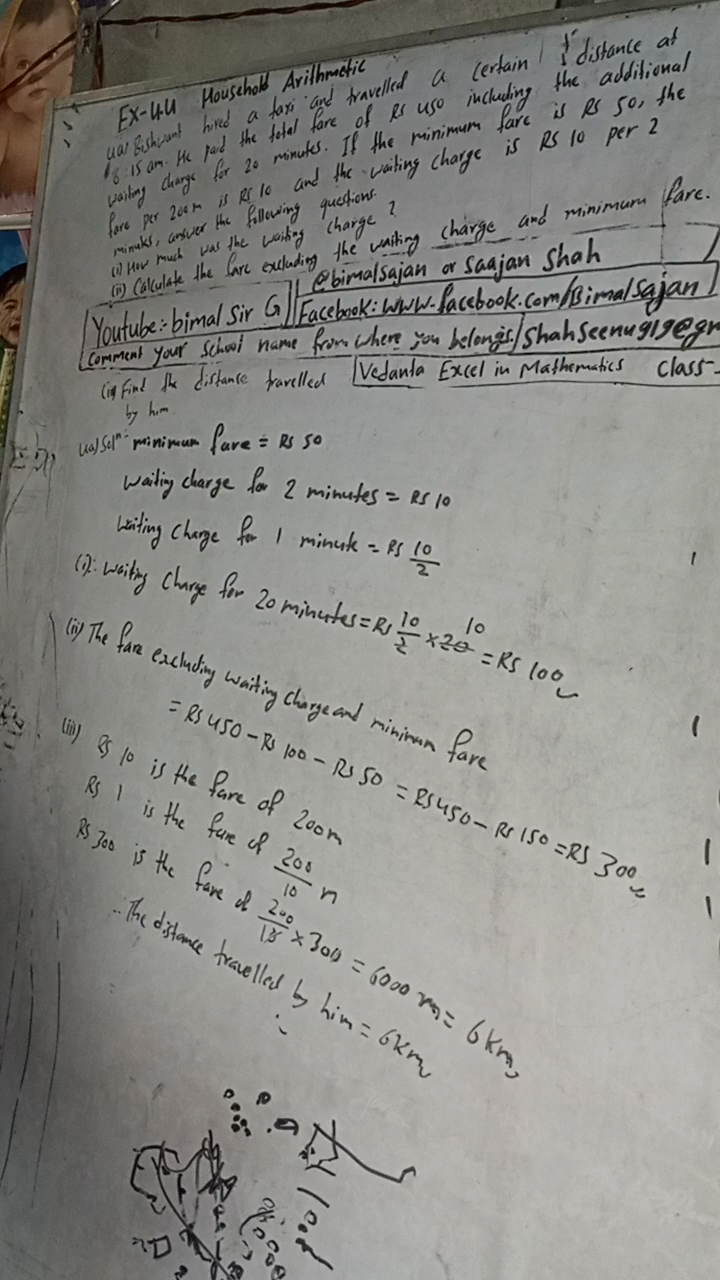 Ex-4.4 Household Arithmetic
4.a) Bishwant hired a taxi and travelled a certain distance at
6:15 am. He paid the total fare of Rs 450 including the additional
waiting charge for 20 minutes. If the minimum fare is Rs 50, the
fare per 200m is Rs 10 and the waiting charge is Rs 10 per 2
minutes, answer the following questions.
(i) How much was the waiting charge?
(ii) Calculate the fare excluding the waiting charge and minimum fare.
@bimalsajan or Saajan Shah
Youtube:- bimal Sir G
Facebook: www.facebook.com/Bimalsajan
Comment your School name from where you belongs/Shahseenu919@gm
(iii) Find the distance travelled
by him
Vedanta Excel in Mathematics Class-
4a) Solⁿ:- minimum fare = Rs 50
Waiting charge for 2 minutes = Rs 10
Waiting Charge for 1 minute = Rs 10/2
(i):. Waiting Charge for 20 minutes = Rs 10/2 × 20 10 = Rs 100
(ii) The fare excluding waiting charge and minimum fare
= Rs 450 - Rs 100 - Rs 50 = Rs 450 - Rs 150 = Rs 300
(iii) Rs 10 is the fare of 200m
Rs 1 is the fare of 200/10 m
Rs 300 is the fare of 200/10 × 300 = 6000 m = 6 km
∴ The distance travelled by him = 6 km